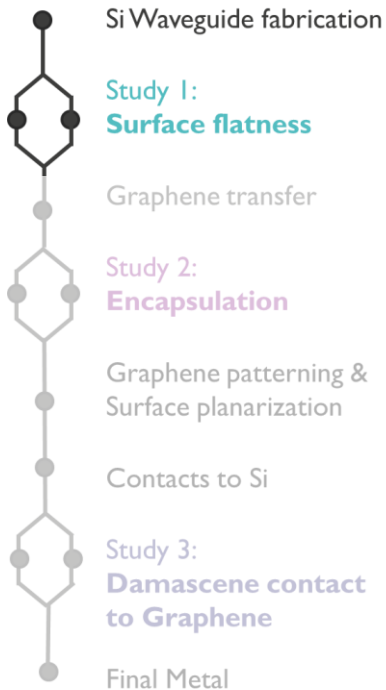 Si Waveguide fabrication
Study 1:
Surface flatness
Graphene transfer
Study 2:
Encapsulation
Graphene patterning &
Surface planarization
Contacts to Si
Study 3:
Damascene contact
to Graphene
Final Metal